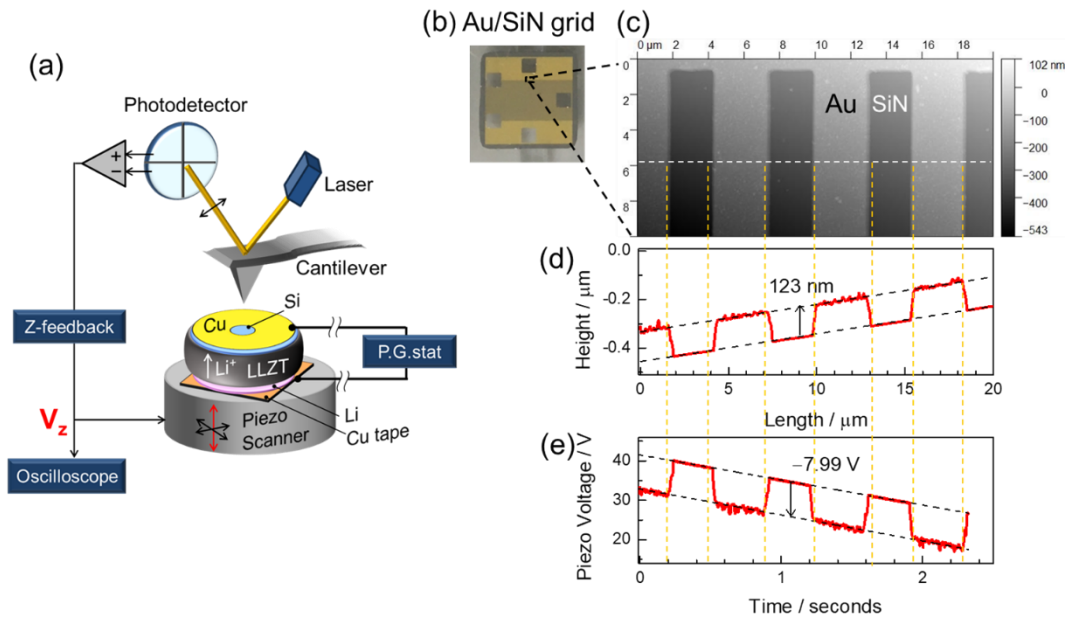 (a)
Photodetector
+
−
Laser
Cantilever
Si
Cu
Z-feedback
P.G.stat
Li⁺ LLZT
Li
Cu tape
Vz
Piezo
Scanner
Oscilloscope
(b) Au/SiN grid
(c)
0 μm 2 4 6 8 10 12 14 16 18
0
2
4
6
8
Au SiN
102 nm
0
−100
−200
−300
−400
−543
(d)
Height / μm
0.0
-0.2
-0.4
123 nm
0 5 10 15 20
Length / μm
(e)
Piezo Voltage / V
40
30
20
−7.99 V
0 1 2
Time / seconds